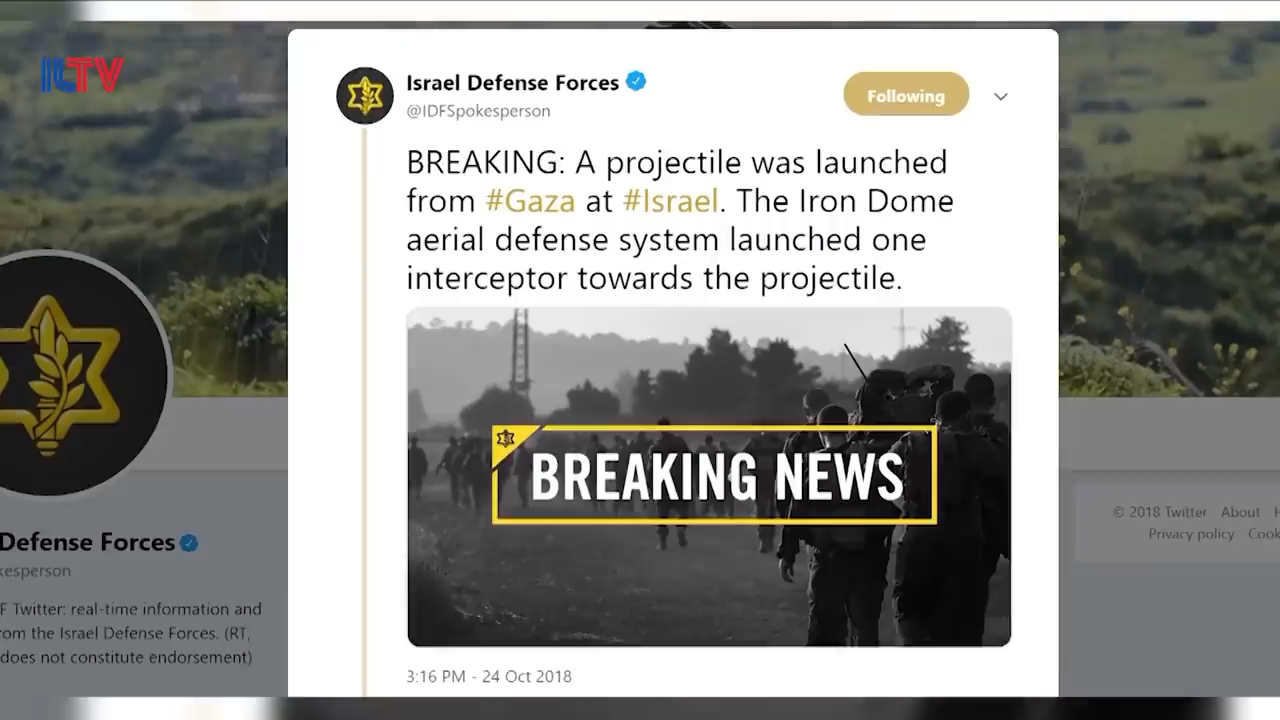 ILTV
Israel Defense Forces
@IDFSpokesperson
Following
BREAKING: A projectile was launched
from #Gaza at #Israel. The Iron Dome
aerial defense system launched one
interceptor towards the projectile.
BREAKING NEWS
3:16 PM - 24 Oct 2018
Defense Forces
kesperson
F Twitter: real-time information and
rom the Israel Defense Forces. (RT,
does not constitute endorsement)
© 2018 Twitter About H
Privacy policy Cook